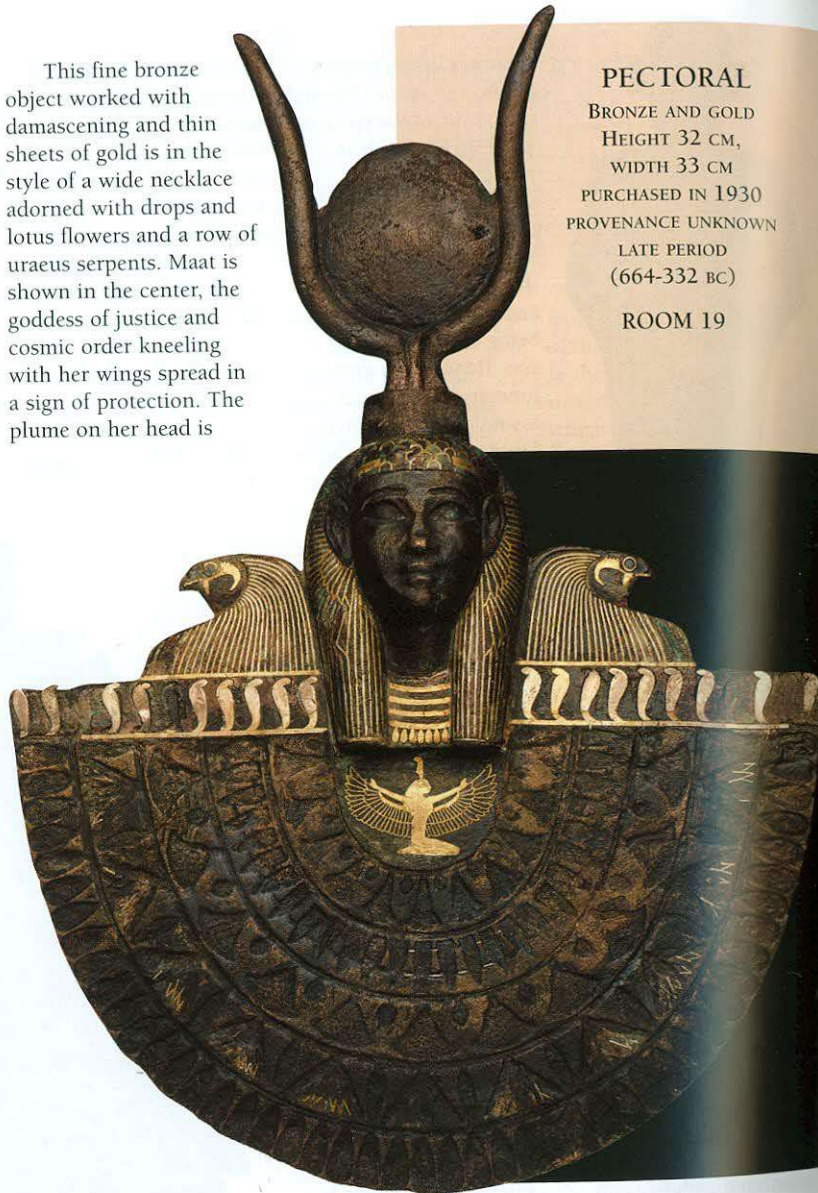 This fine bronze
object worked with
damascening and thin
sheets of gold is in the
style of a wide necklace
adorned with drops and
lotus flowers and a row of
uraeus serpents. Maat is
shown in the center, the
goddess of justice and
cosmic order kneeling
with her wings spread in
a sign of protection. The
plume on her head is
PECTORAL
BRONZE AND GOLD
HEIGHT 32 CM,
WIDTH 33 CM
PURCHASED IN 1930
PROVENANCE UNKNOWN
LATE PERIOD
(664-332 BC)
ROOM 19